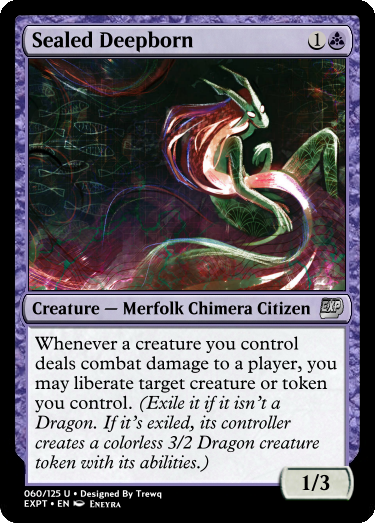 Sealed Deepborn
1
Creature — Merfolk Chimera Citizen
EXP
Whenever a creature you control
deals combat damage to a player, you
may liberate target creature or token
you control. (Exile it if it isn't a
Dragon. If it's exiled, its controller
creates a colorless 3/2 Dragon creature
token with its abilities.)
1/3
060/125 U • Designed By Trewq
EXPT • EN Eneyra